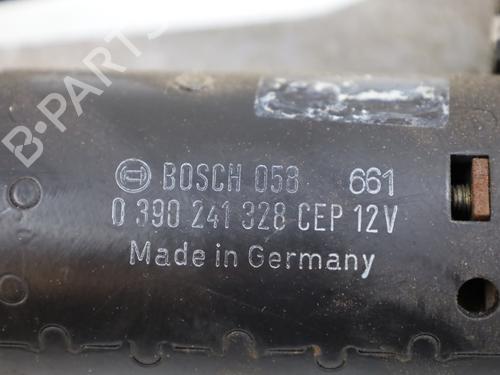 B-PARTS
BOSCH 058 661
0 390 241 328 CEP 12V
Made in Germany